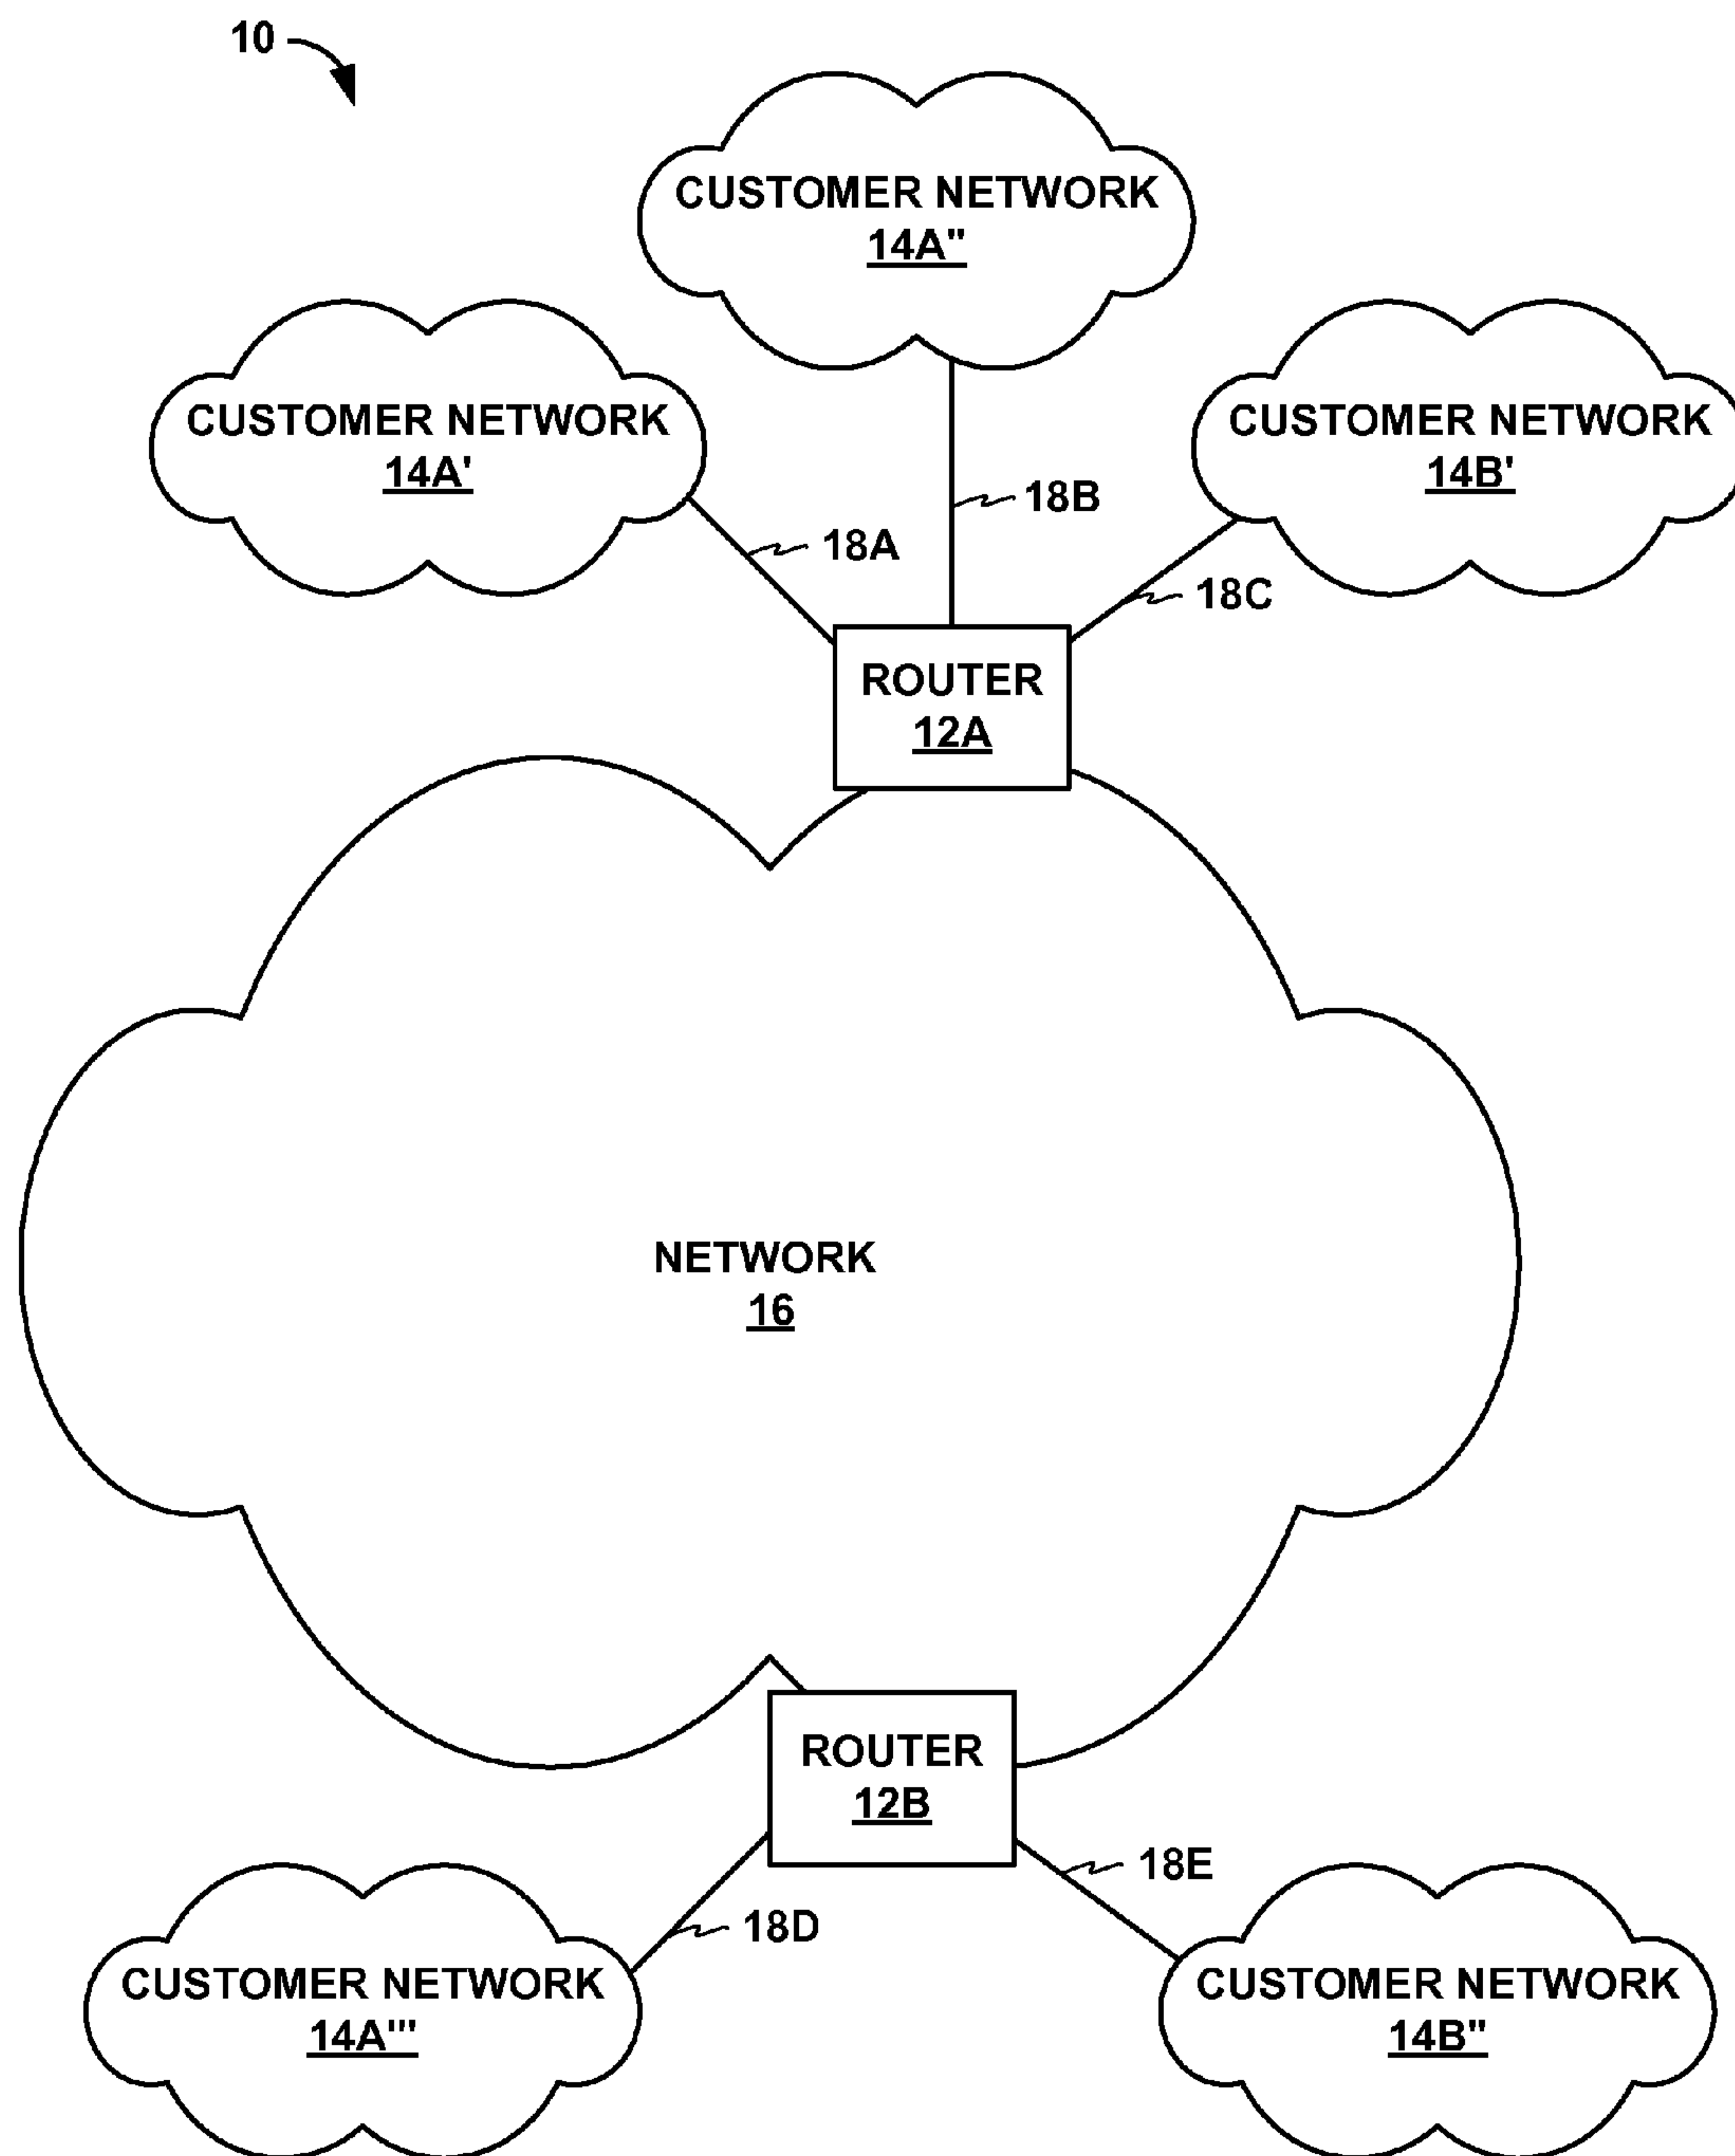 10
CUSTOMER NETWORK
14A"
CUSTOMER NETWORK
14A'
CUSTOMER NETWORK
14B'
18B
18A
18C
ROUTER
12A
NETWORK
16
ROUTER
12B
18E
18D
CUSTOMER NETWORK
14A'"
CUSTOMER NETWORK
14B"